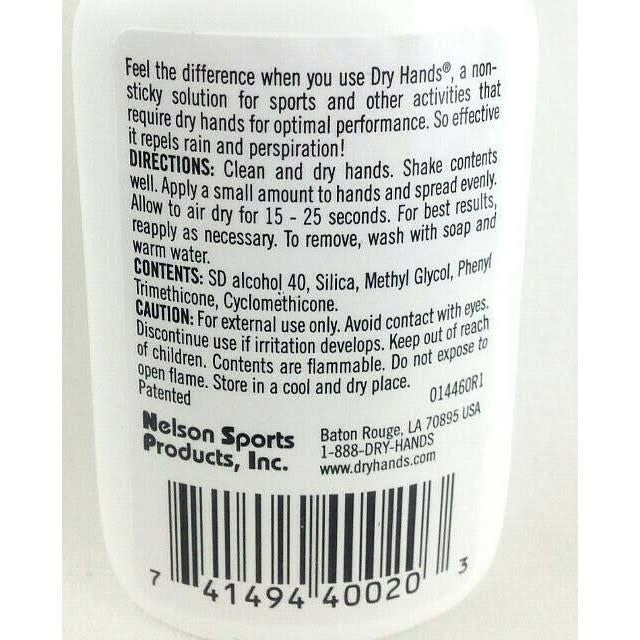 Feel the difference when you use Dry Hands®, a non-
sticky solution for sports and other activities that
require dry hands for optimal performance. So effective
it repels rain and perspiration!
DIRECTIONS: Clean and dry hands. Shake contents
well. Apply a small amount to hands and spread evenly.
Allow to air dry for 15 - 25 seconds. For best results,
reapply as necessary. To remove, wash with soap and
warm water.
CONTENTS: SD alcohol 40, Silica, Methyl Glycol, Phenyl
Trimethicone, Cyclomethicone.
CAUTION: For external use only. Avoid contact with eyes.
Discontinue use if irritation develops. Keep out of reach
of children. Contents are flammable. Do not expose to
open flame. Store in a cool and dry place.
Patented 014460R1
Nelson Sports
Products, Inc.
Baton Rouge, LA 70895 USA
1-888-DRY-HANDS
www.dryhands.com
7 41494 40020 3